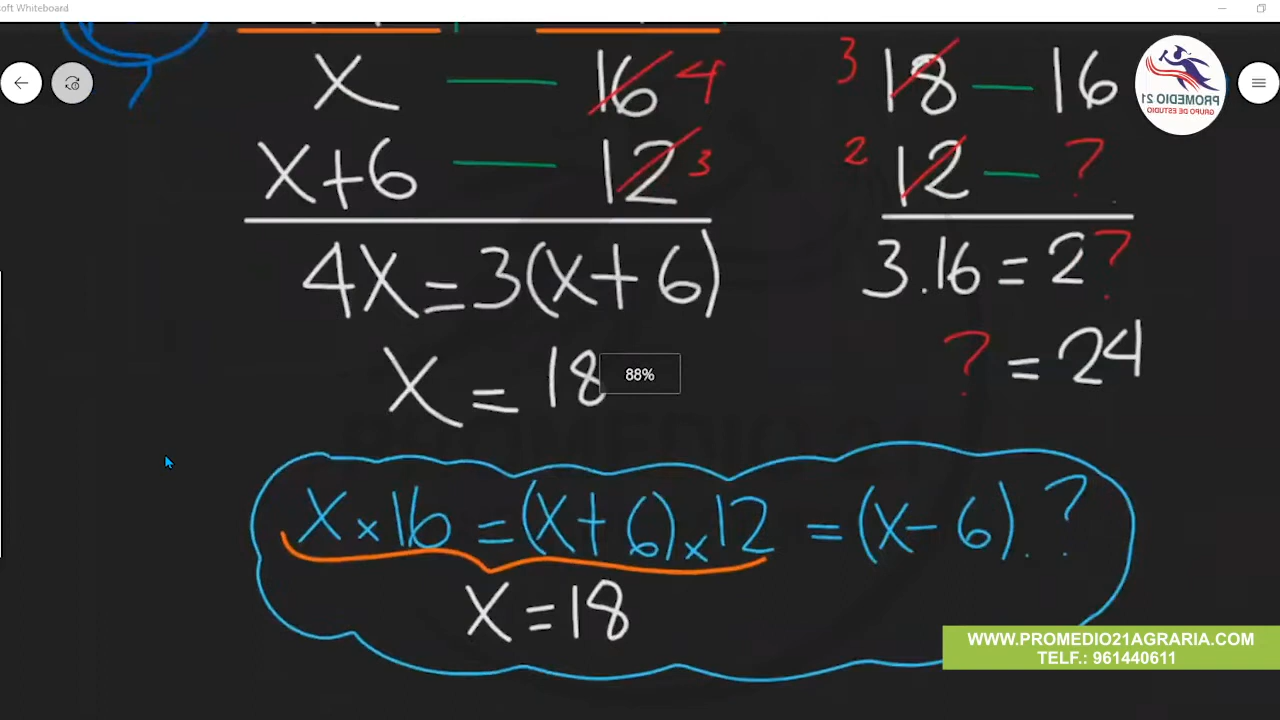 oft Whiteboard
x — 16 4
x+6 — 12 3
4x=3(x+6)
x = 18
3 18 — 16
2 12 — ?
3.16 = 2?
? = 24
88%
x × 16 = (x+6) × 12 = (x-6).?
x = 18
PROMEDIO 21
GRUPO DE ESTUDIO
WWW.PROMEDIO21AGRARIA.COM
TELF.: 961440611